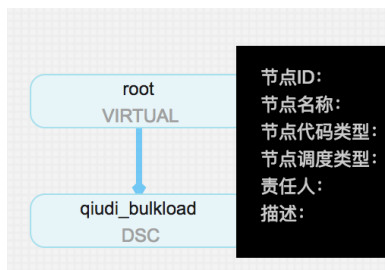 root
VIRTUAL
qiudi_bulkload
DSC
节点ID：
节点名称：
节点代码类型：
节点调度类型：
责任人：
描述：